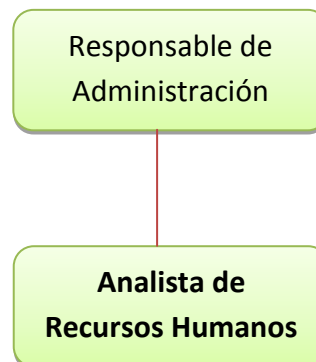 Responsable de
Administración
Analista de
Recursos Humanos